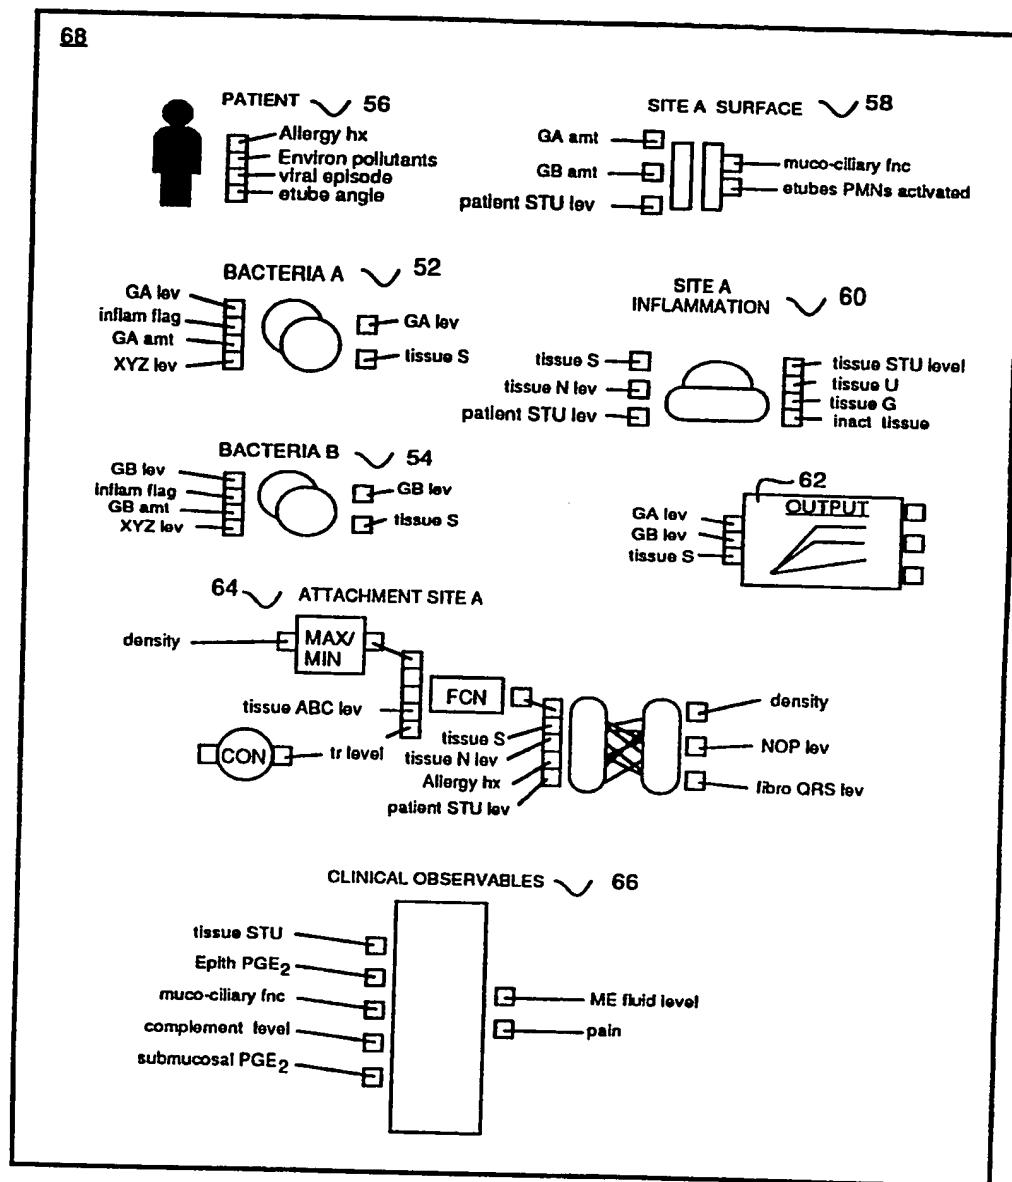 68
PATIENT 56
Allergy hx
Environ pollutants
viral episode
etube angle
SITE A SURFACE 58
GA amt
GB amt
patient STU lev
muco-ciliary fnc
etubes PMNs activated
BACTERIA A 52
GA lev
inflam flag
GA amt
XYZ lev
GA lev
tissue S
SITE A
INFLAMMATION 60
tissue S
tissue N lev
patient STU lev
tissue STU level
tissue U
tissue G
inact tissue
BACTERIA B 54
GB lev
inflam flag
GB amt
XYZ lev
GB lev
tissue S
62
OUTPUT
GA lev
GB lev
tissue S
64 ATTACHMENT SITE A
density
MAX/
MIN
FCN
tissue ABC lev
CON
tr level
tissue S
tissue N lev
Allergy hx
patient STU lev
density
NOP lev
fibro QRS lev
CLINICAL OBSERVABLES 66
tissue STU
Epith PGE2
muco-ciliary fnc
complement level
submucosal PGE2
ME fluid level
pain